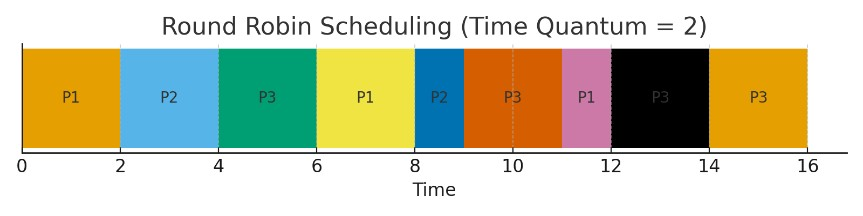 Round Robin Scheduling (Time Quantum = 2)
P1 P2 P3 P1 P2 P3 P1 P3 P3
0 2 4 6 8 10 12 14 16
Time